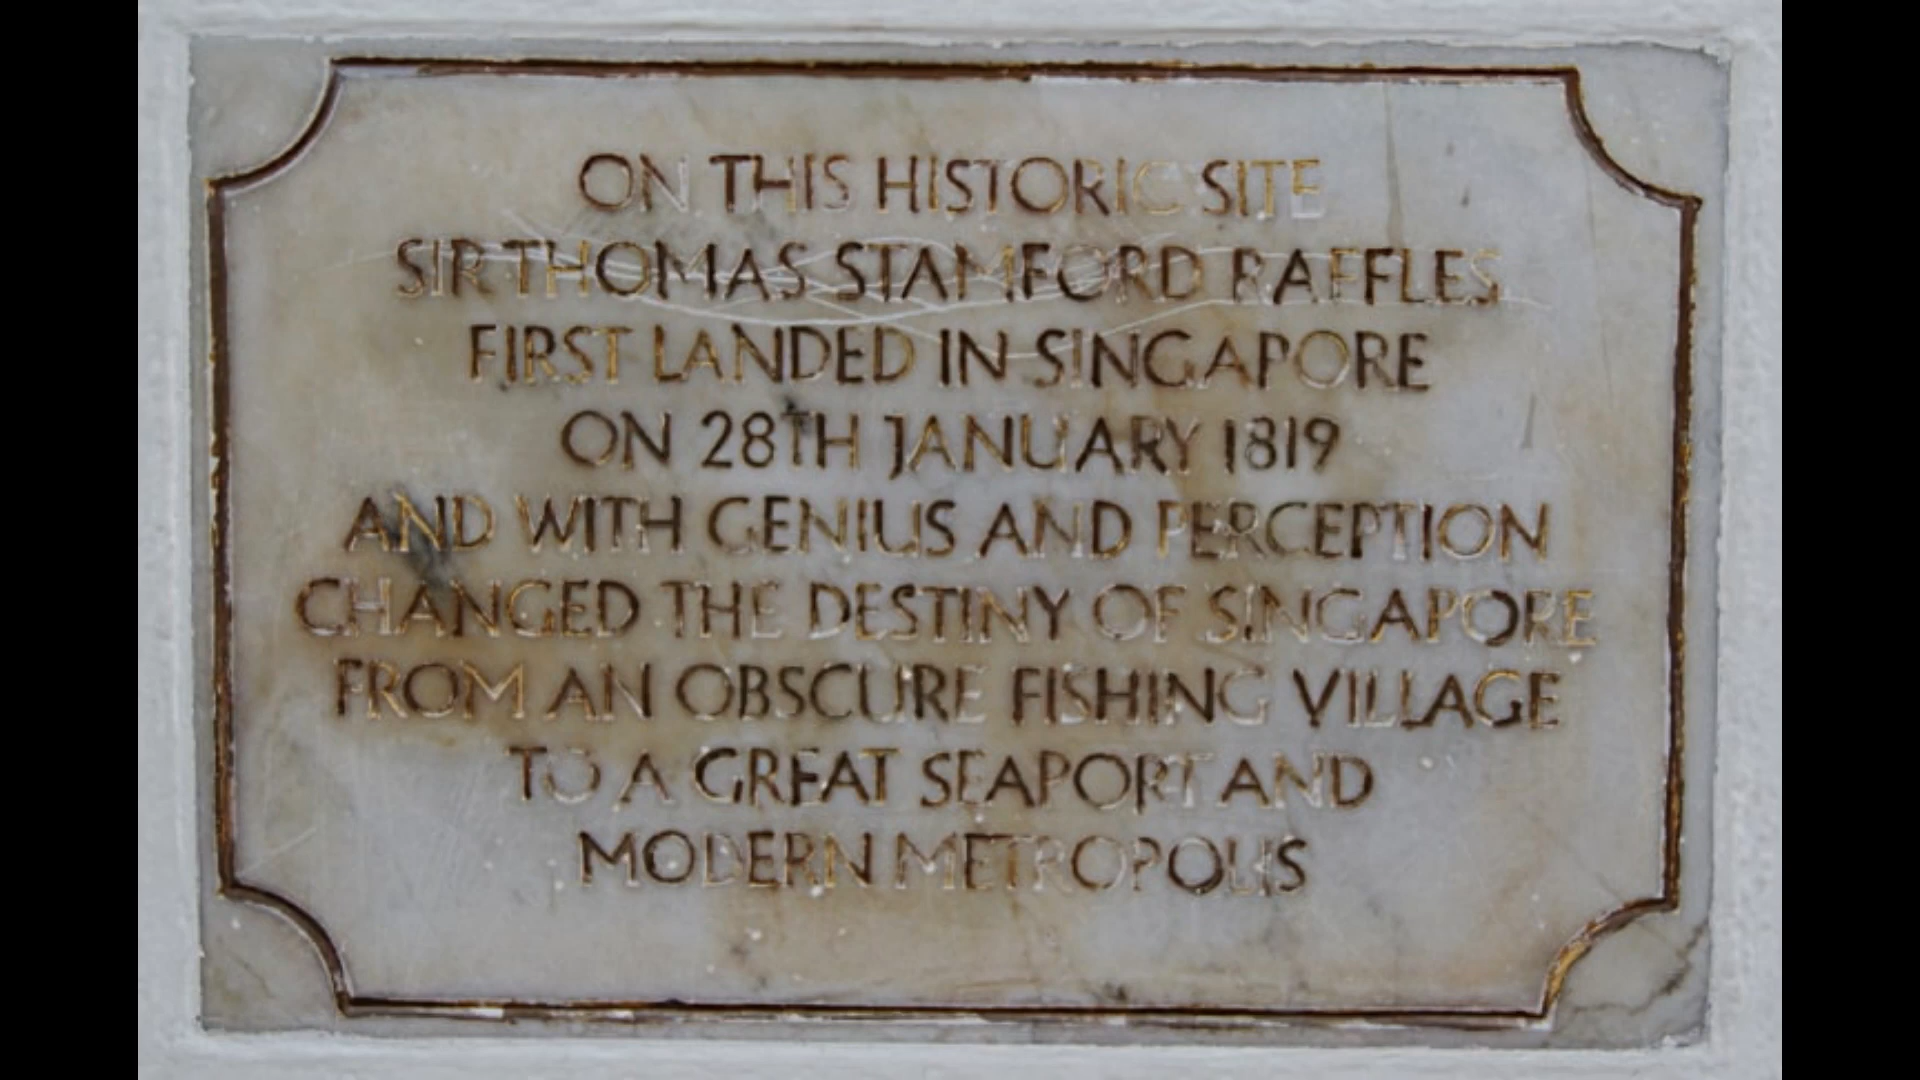 ON THIS HISTORIC SITE
SIR THOMAS STAMFORD RAFFLES
FIRST LANDED IN SINGAPORE
ON 28TH JANUARY 1819
AND WITH GENIUS AND PERCEPTION
CHANGED THE DESTINY OF SINGAPORE
FROM AN OBSCURE FISHING VILLAGE
TO A GREAT SEAPORT AND
MODERN METROPOLIS